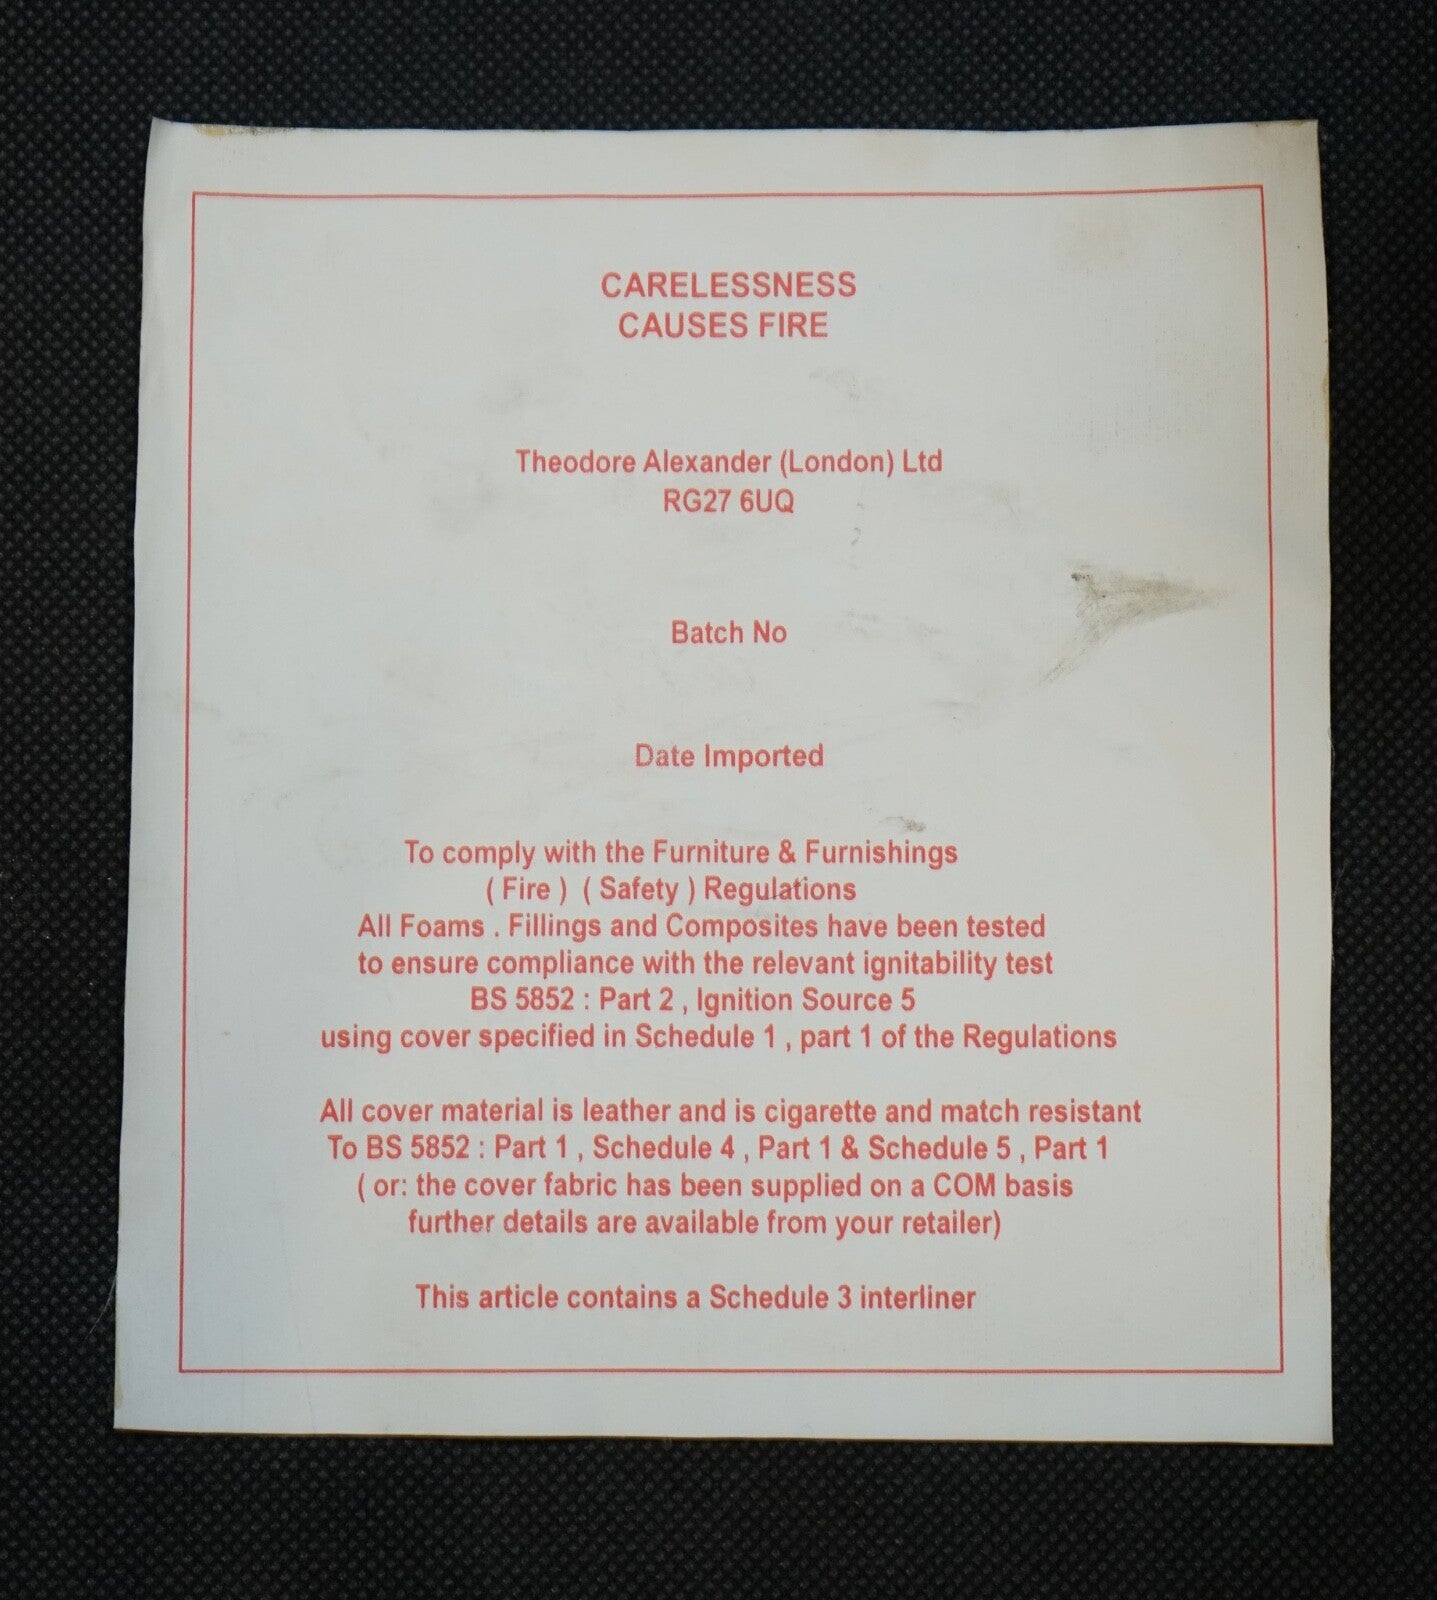 CARELESSNESS
CAUSES FIRE
Theodore Alexander (London) Ltd
RG27 6UQ
Batch No
Date Imported
To comply with the Furniture & Furnishings
( Fire ) ( Safety ) Regulations
All Foams . Fillings and Composites have been tested
to ensure compliance with the relevant ignitability test
BS 5852 : Part 2 , Ignition Source 5
using cover specified in Schedule 1 , part 1 of the Regulations
All cover material is leather and is cigarette and match resistant
To BS 5852 : Part 1 , Schedule 4 , Part 1 & Schedule 5 , Part 1
( or: the cover fabric has been supplied on a COM basis
further details are available from your retailer)
This article contains a Schedule 3 interliner